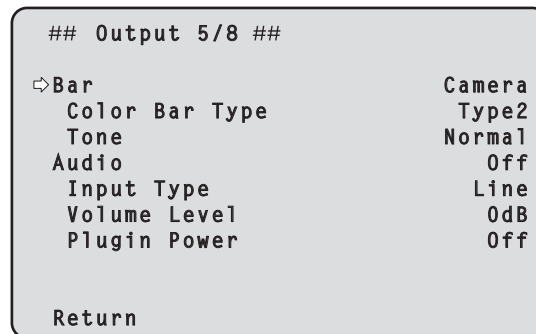 ## Output 5/8 ##
⇨Bar Camera
Color Bar Type Type2
Tone Normal
Audio Off
Input Type Line
Volume Level 0dB
Plugin Power Off
Return